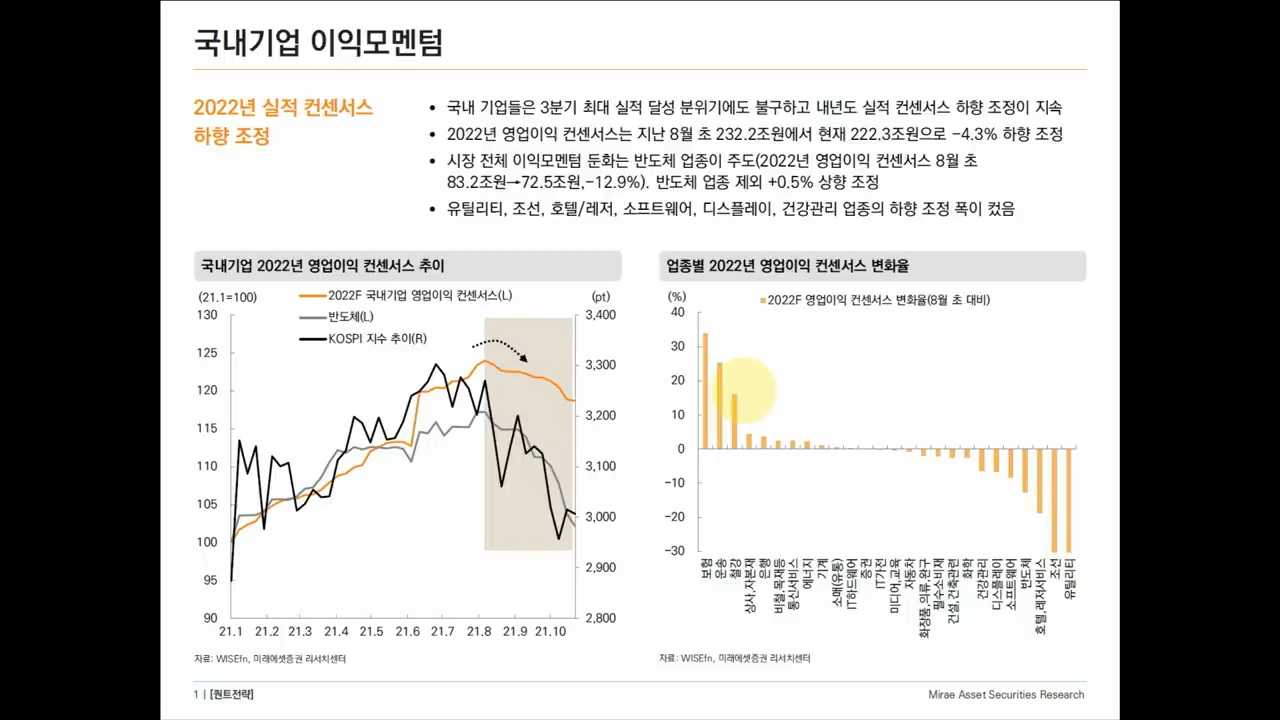 국내기업 이익모멘텀
2022년 실적 컨센서스
하향 조정
• 국내 기업들은 3분기 최대 실적 달성 분위기에도 불구하고 내년도 실적 컨센서스 하향 조정이 지속
• 2022년 영업이익 컨센서스는 지난 8월 초 232.2조원에서 현재 222.3조원으로 -4.3% 하향 조정
• 시장 전체 이익모멘텀 둔화는 반도체 업종이 주도(2022년 영업이익 컨센서스 8월 초
83.2조원→72.5조원,-12.9%). 반도체 업종 제외 +0.5% 상향 조정
• 유틸리티, 조선, 호텔/레저, 소프트웨어, 디스플레이, 건강관리 업종의 하향 조정 폭이 컸음
국내기업 2022년 영업이익 컨센서스 추이
(21.1=100)
2022F 국내기업 영업이익 컨센서스(L)
(pt)
반도체(L)
KOSPI 지수 추이(R)
130
125
120
115
110
105
100
95
90
3,400
3,300
3,200
3,100
3,000
2,900
2,800
21.1 21.2 21.3 21.4 21.5 21.6 21.7 21.8 21.9 21.10
자료: WISEfn, 미래에셋증권 리서치센터
업종별 2022년 영업이익 컨센서스 변화율
(%)
2022F 영업이익 컨센서스 변화율(8월 초 대비)
40
30
20
10
0
-10
-20
-30
보험
운송
철강
상사,자본재
은행
비철,목재등
통신서비스
에너지
기계
소매(유통)
IT하드웨어
증권
IT가전
미디어,교육
자동차
화장품,의류,완구
필수소비재
건설,건축관련
화학
건강관리
디스플레이
소프트웨어
반도체
호텔,레저서비스
조선
유틸리티
자료: WISEfn, 미래에셋증권 리서치센터
1 | [퀀트전략]
Mirae Asset Securities Research